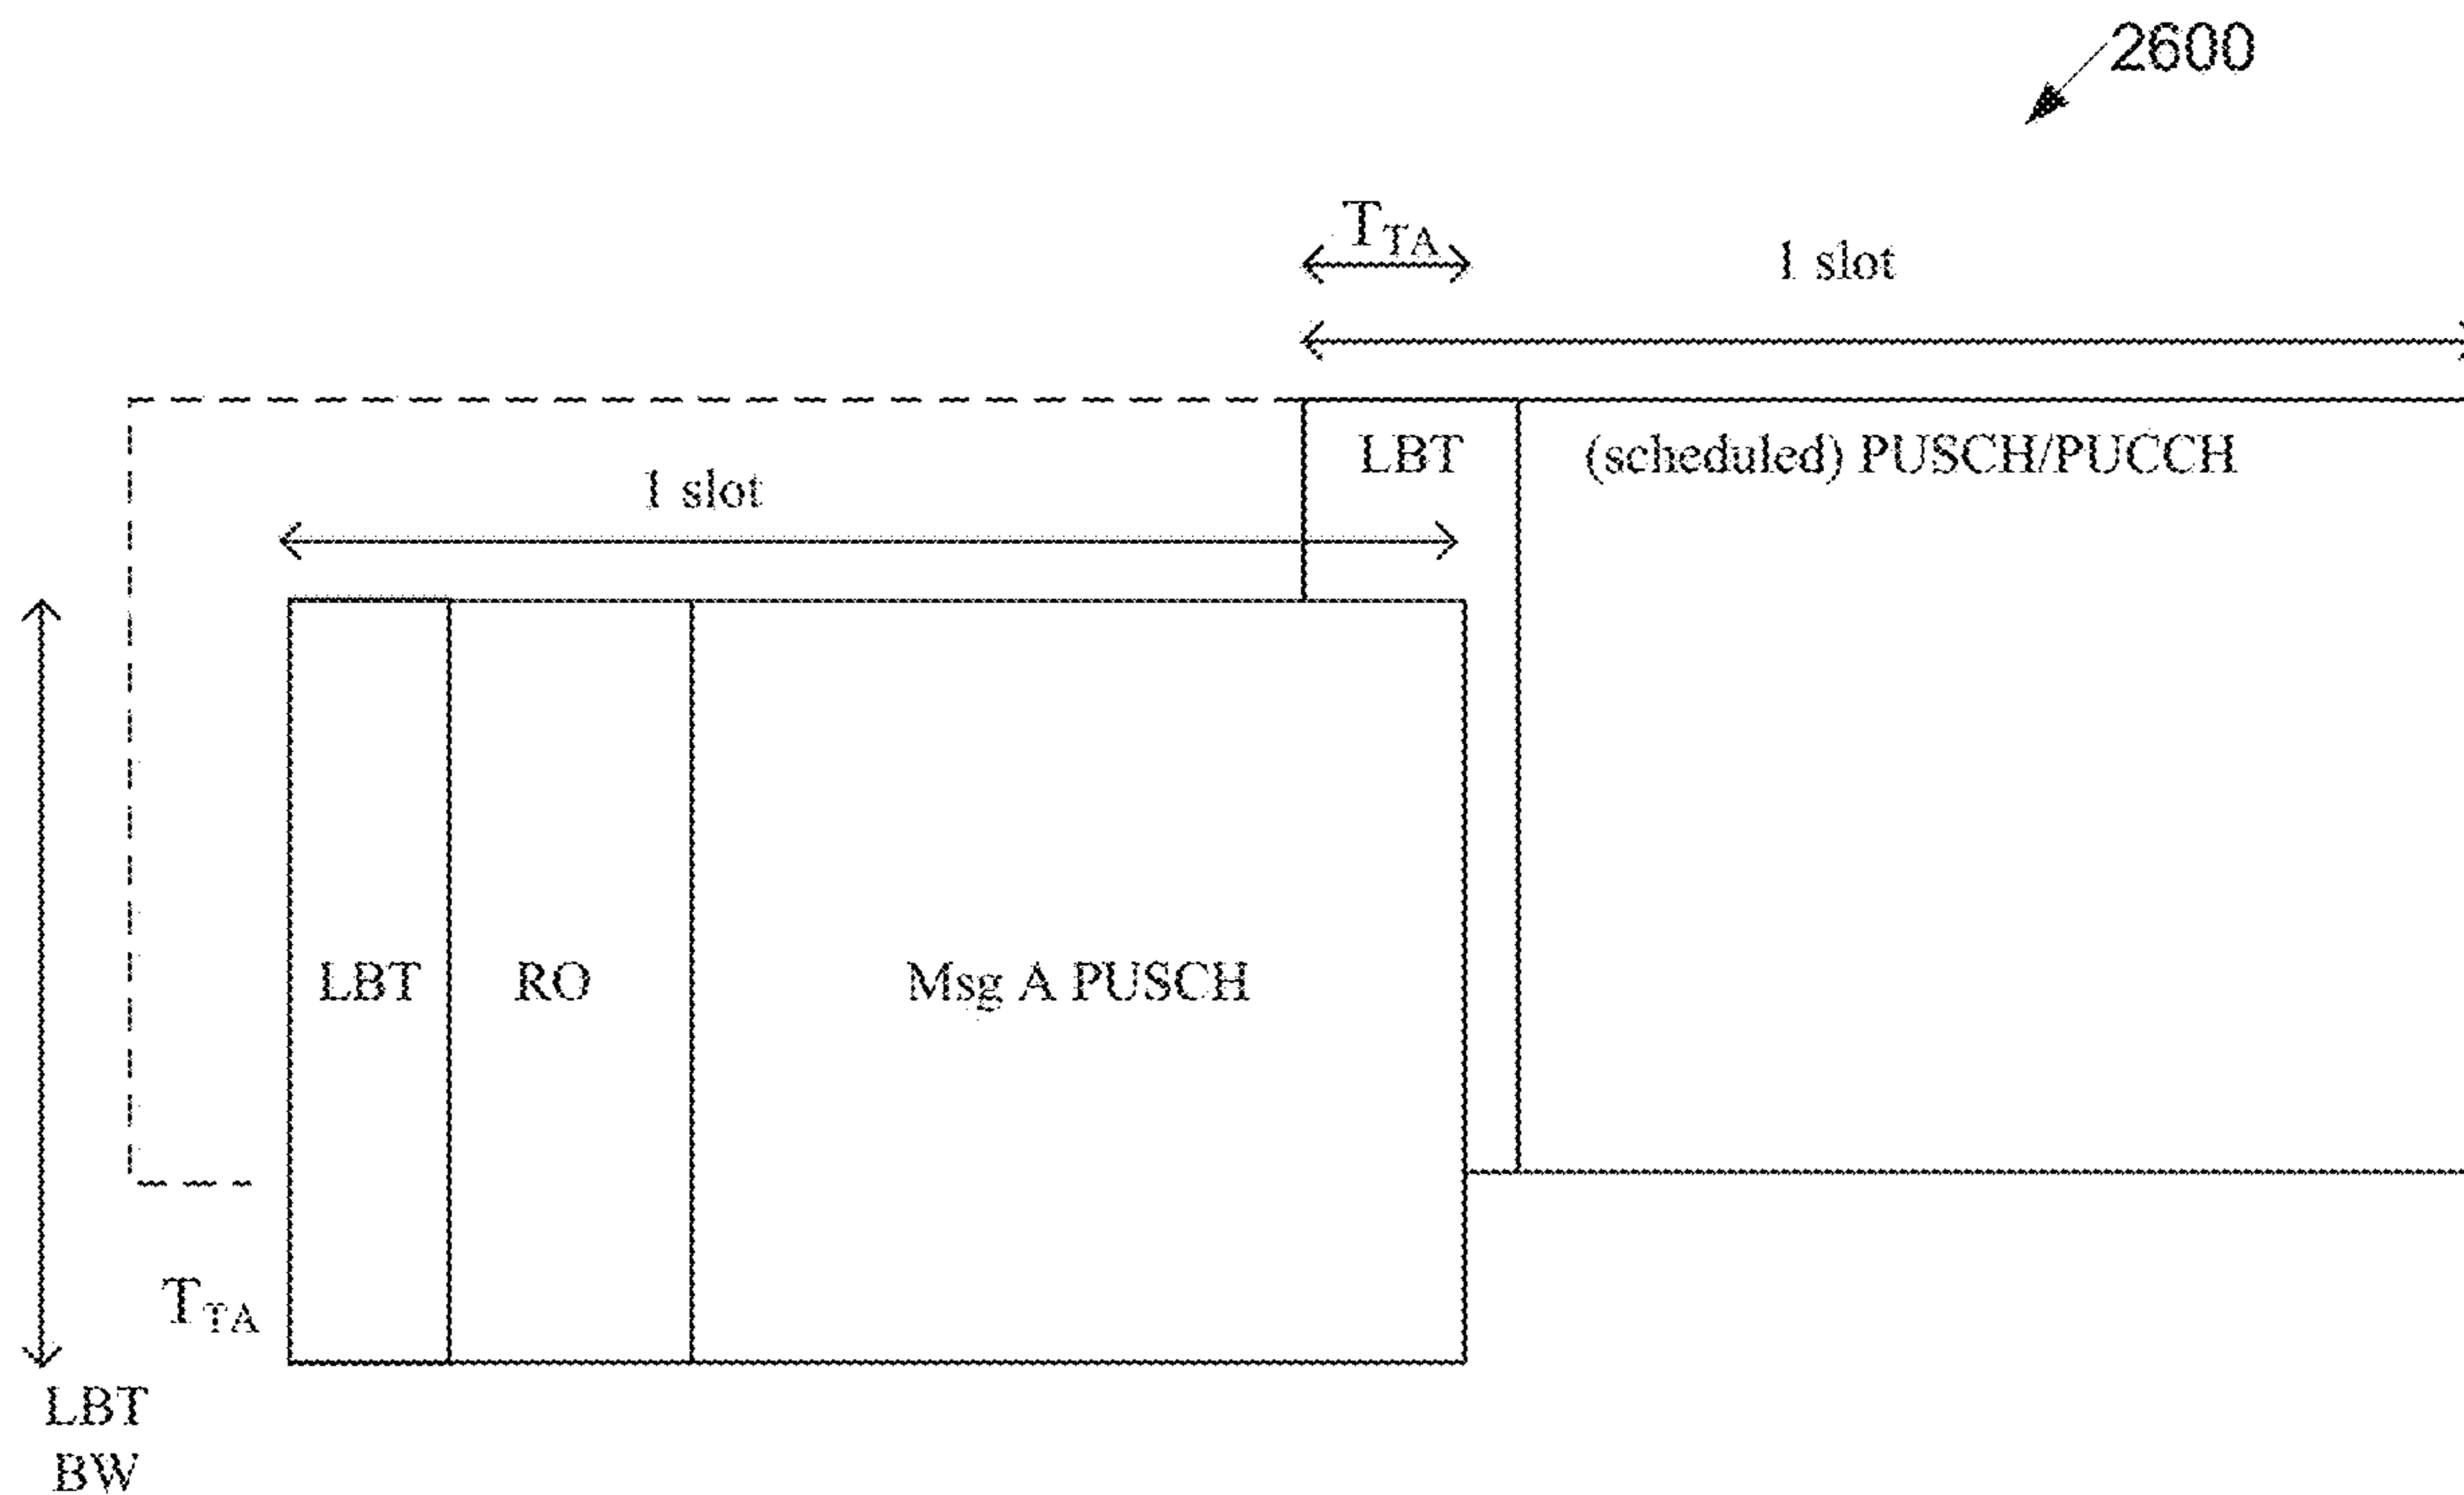 2600
TTA
1 slot
LBT
(scheduled) PUSCH/PUCCH
1 slot
LBT
RO
Msg A PUSCH
TTA
LBT
BW